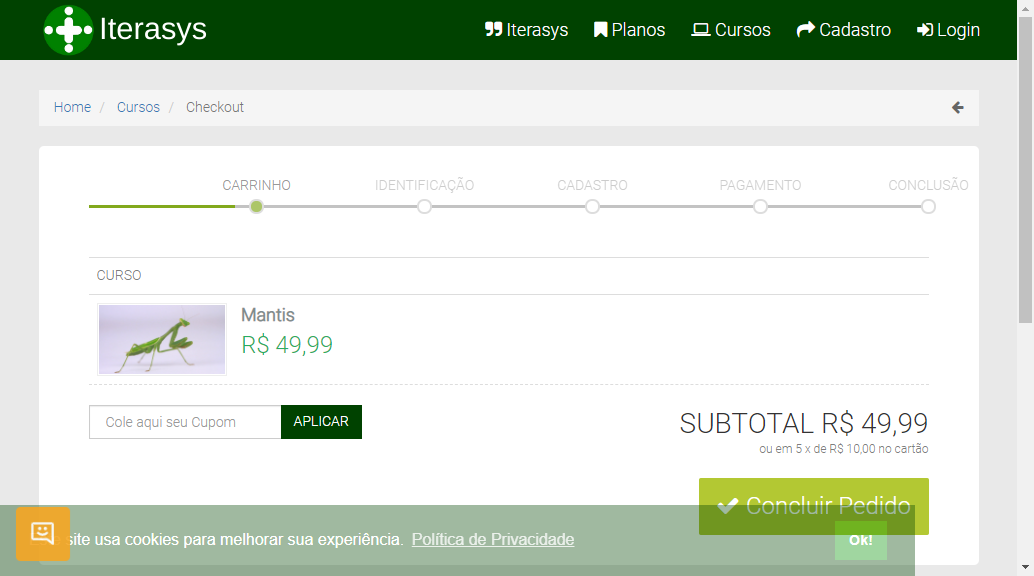 Iterasys
Iterasys Planos Cursos Cadastro Login
Home / Cursos / Checkout
CARRINHO IDENTIFICAÇÃO CADASTRO PAGAMENTO CONCLUSÃO
CURSO
Mantis
R$ 49,99
Cole aqui seu Cupom APLICAR
SUBTOTAL R$ 49,99
ou em 5 x de R$ 10,00 no cartão
Concluir Pedido
site usa cookies para melhorar sua experiência. Política de Privacidade
Ok!